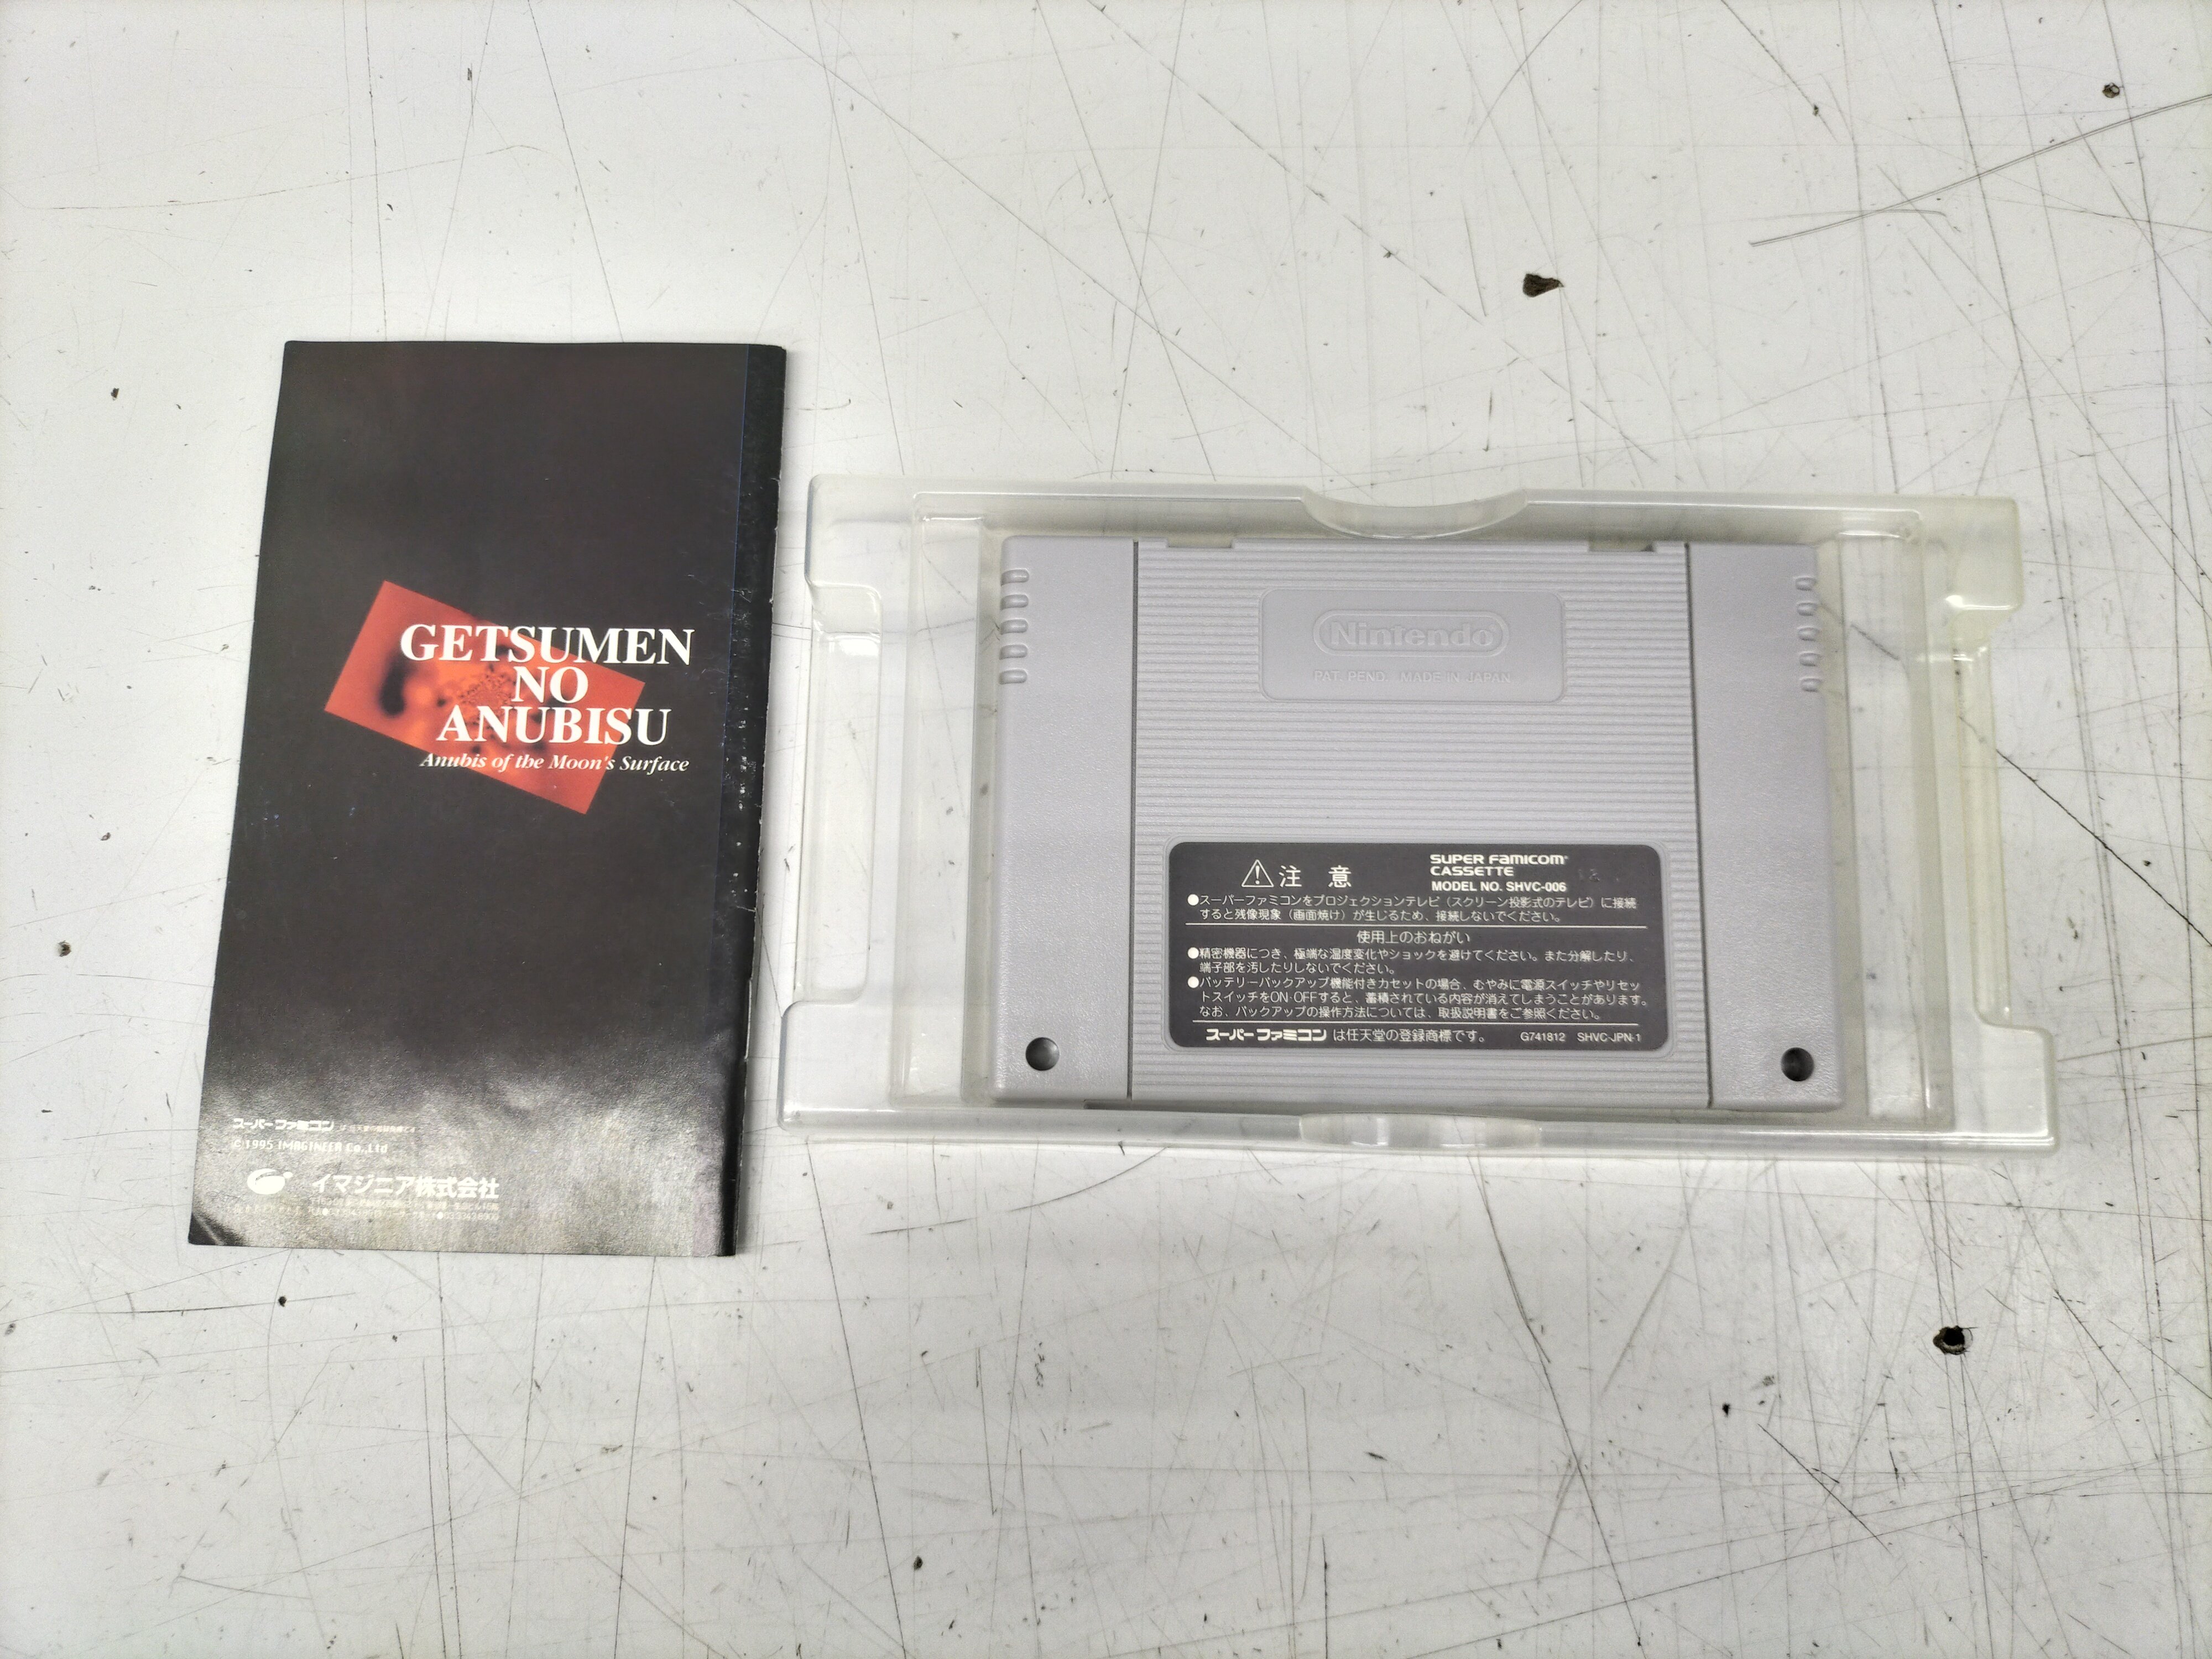 GETSUMEN
NO
ANUBISU
Anubis of the Moon's Surface
スーパーファミコン は任天堂の登録商標です
© 1995 IMAGINEER Co.,Ltd
イマジニア株式会社
Nintendo
PAT. PEND. MADE IN JAPAN
⚠注 意
SUPER FAMICOM
CASSETTE
MODEL NO. SHVC-006
●スーパーファミコンをプロジェクションテレビ(スクリーン投影式のテレビ)に接続
すると残像現象(画面焼け)が生じるため、接続しないでください。
使用上のおねがい
●精密機器につき、極端な温度変化やショックを避けてください。また分解したり、
端子部を汚したりしないでください。
●バッテリーバックアップ機能付きカセットの場合、むやみに電源スイッチやリセッ
トスイッチをON·OFFすると、蓄積されている内容が消えてしまうことがあります。
なお、バックアップの操作方法については、取扱説明書をご参照ください。
スーパーファミコン は任天堂の登録商標です。 G741812 SHVC-JPN-1